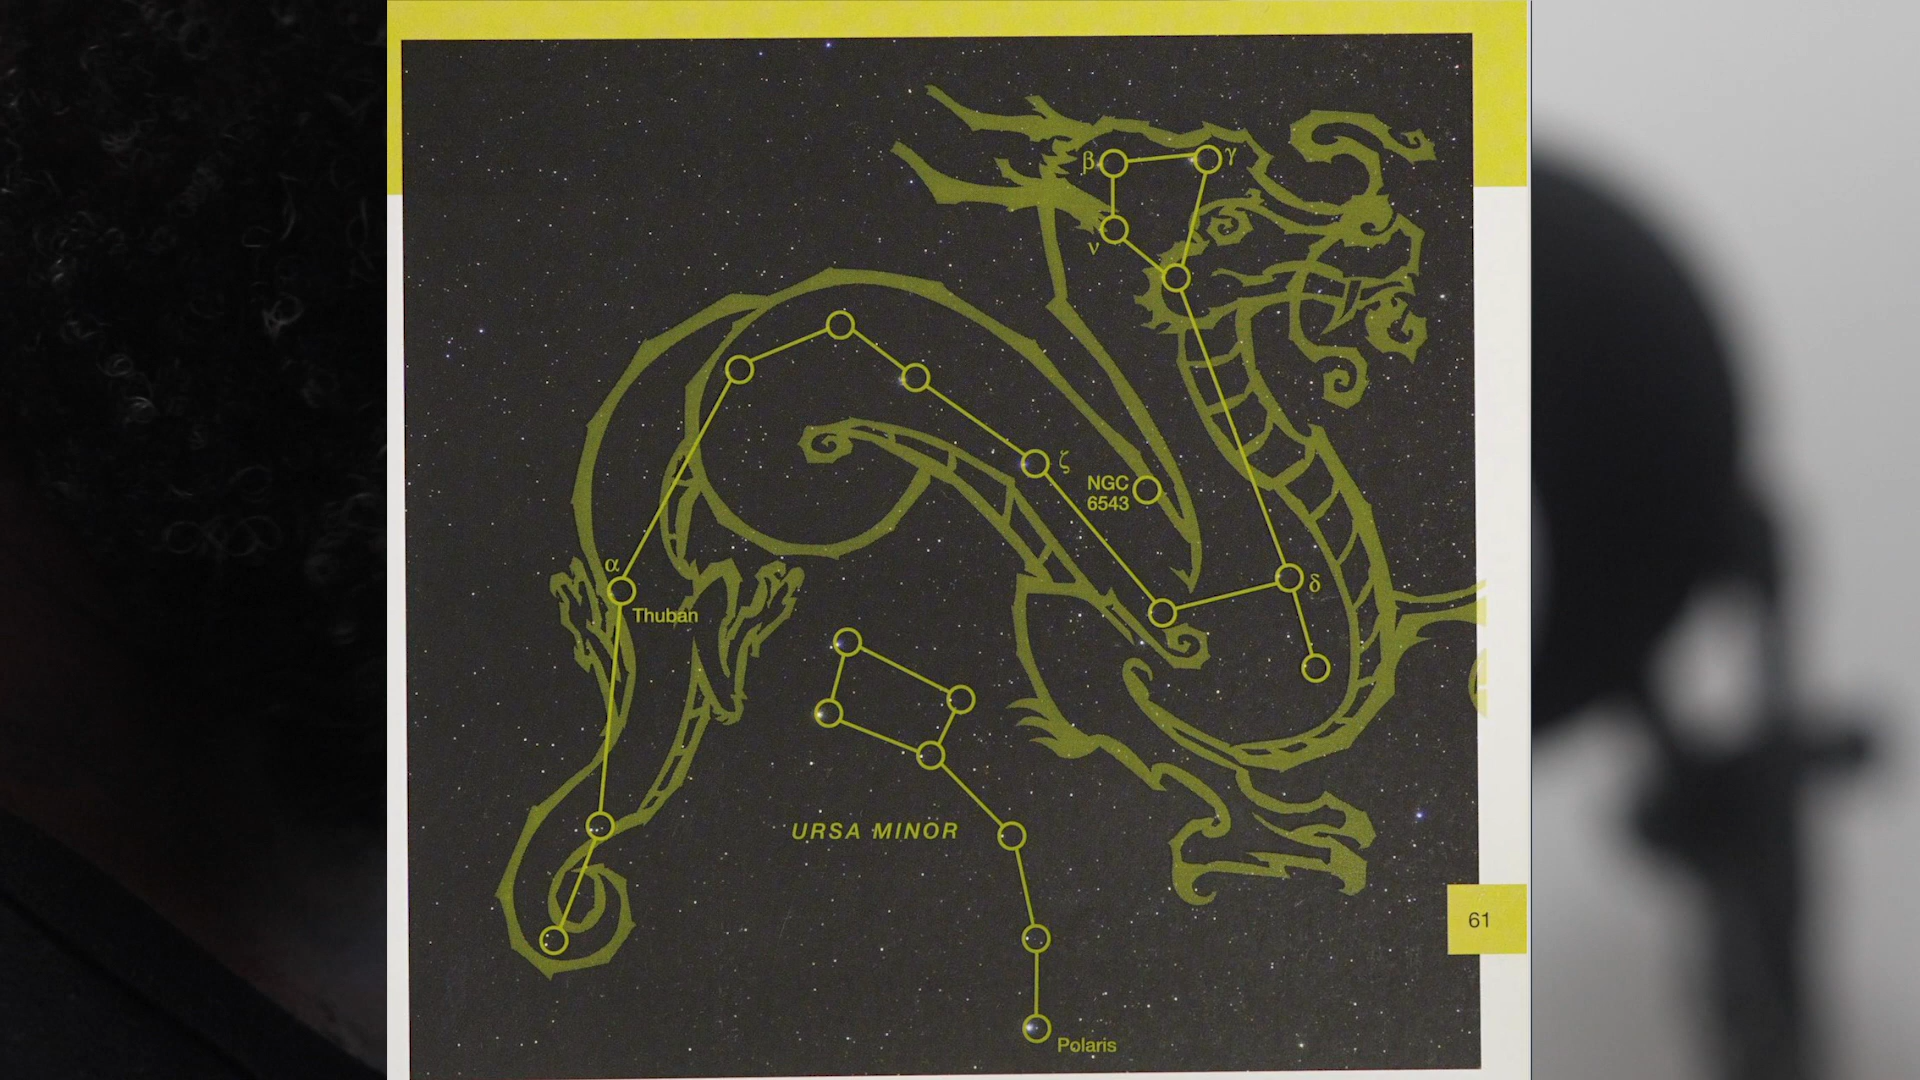 β
γ
ν
ζ
NGC
6543
α
δ
Thuban
URSA MINOR
61
Polaris